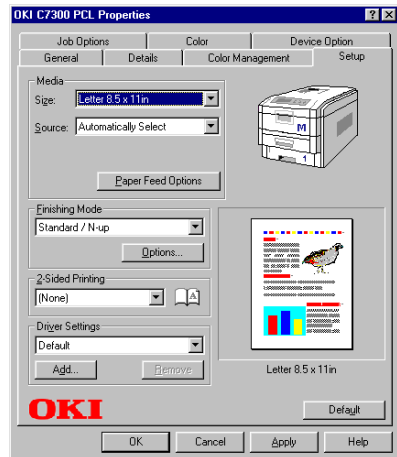 OKI C7300 PCL Properties
Job Options Color Device Option
General Details Color Management Setup
Media
Size: Letter 8.5 x 11in
Source: Automatically Select
M
1
Paper Feed Options
Finishing Mode
Standard / N-up
Options...
2-Sided Printing
(None)
A
Driver Settings
Default
Add... Remove
Letter 8.5 x 11in
OKI
Default
OK Cancel Apply Help